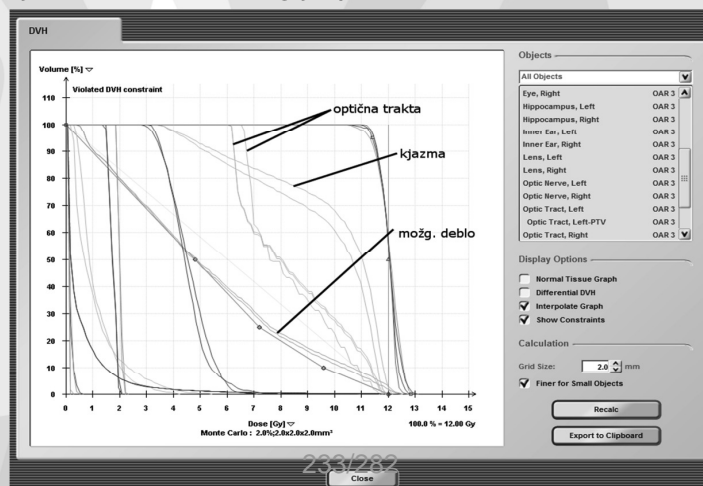 DVH
Volume [%]
Violated DVH constraint
110
100
90
80
70
60
50
40
30
20
10
0
0 1 2 3 4 5 6 7 8 9 10 11 12 13 14 15
optična trakta
kjazma
možg. deblo
Dose [Gy]
100.0 % = 12.00 Gy
Monte Carlo : 2.0%;2.0x2.0x2.0mm³
Objects
All Objects
Eye, Right OAR 3
Hippocampus, Left OAR 3
Hippocampus, Right OAR 3
Inner Ear, Left OAR 3
Inner Ear, Right OAR 3
Lens, Left OAR 3
Lens, Right OAR 3
Optic Nerve, Left OAR 3
Optic Nerve, Right OAR 3
Optic Tract, Left OAR 3
Optic Tract, Left-PTV OAR 3
Optic Tract, Right OAR 3
Display Options
Normal Tissue Graph
Differential DVH
Interpolate Graph
Show Constraints
Calculation
Grid Size: 2.0 mm
Finer for Small Objects
Recalc
Export to Clipboard
233/282
Close